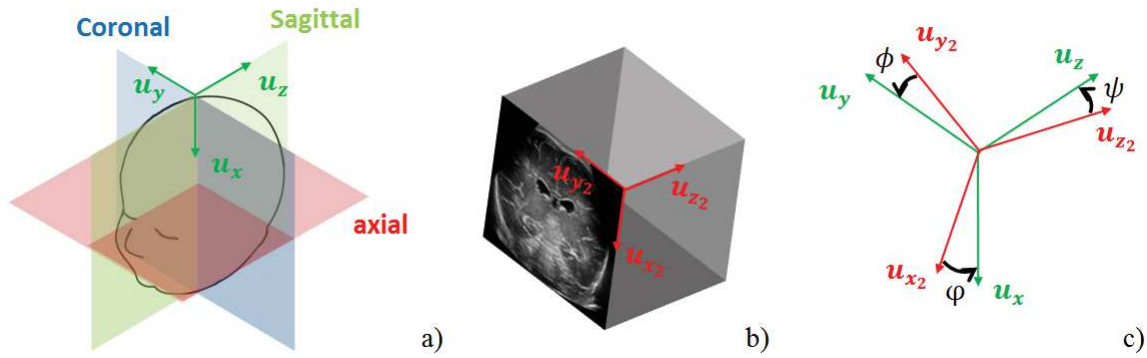 Coronal
Sagittal
u_y
u_z
u_x
axial
a)
u_y2
u_z2
u_x2
b)
ϕ
u_y2
u_z
ψ
u_y
u_z2
u_x2
φ
u_x
c)